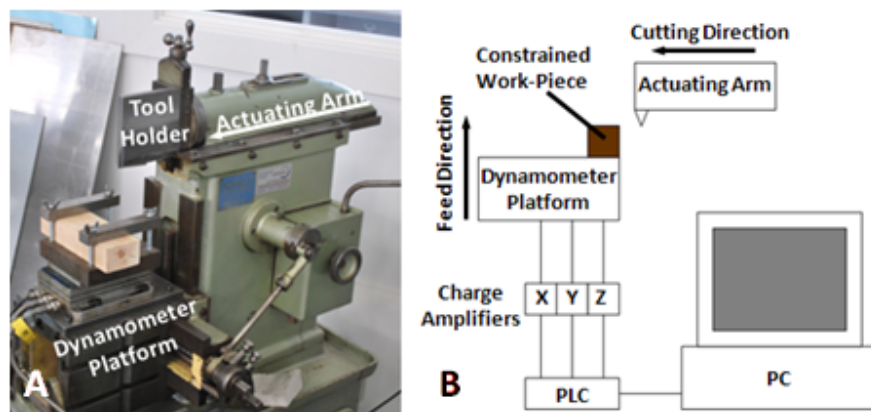 Tool
Holder
Actuating Arm
Dynamometer
Platform
A
Cutting Direction
Constrained
Work-Piece
Actuating Arm
Feed Direction
Dynamometer
Platform
Charge
Amplifiers
X Y Z
PLC
PC
B